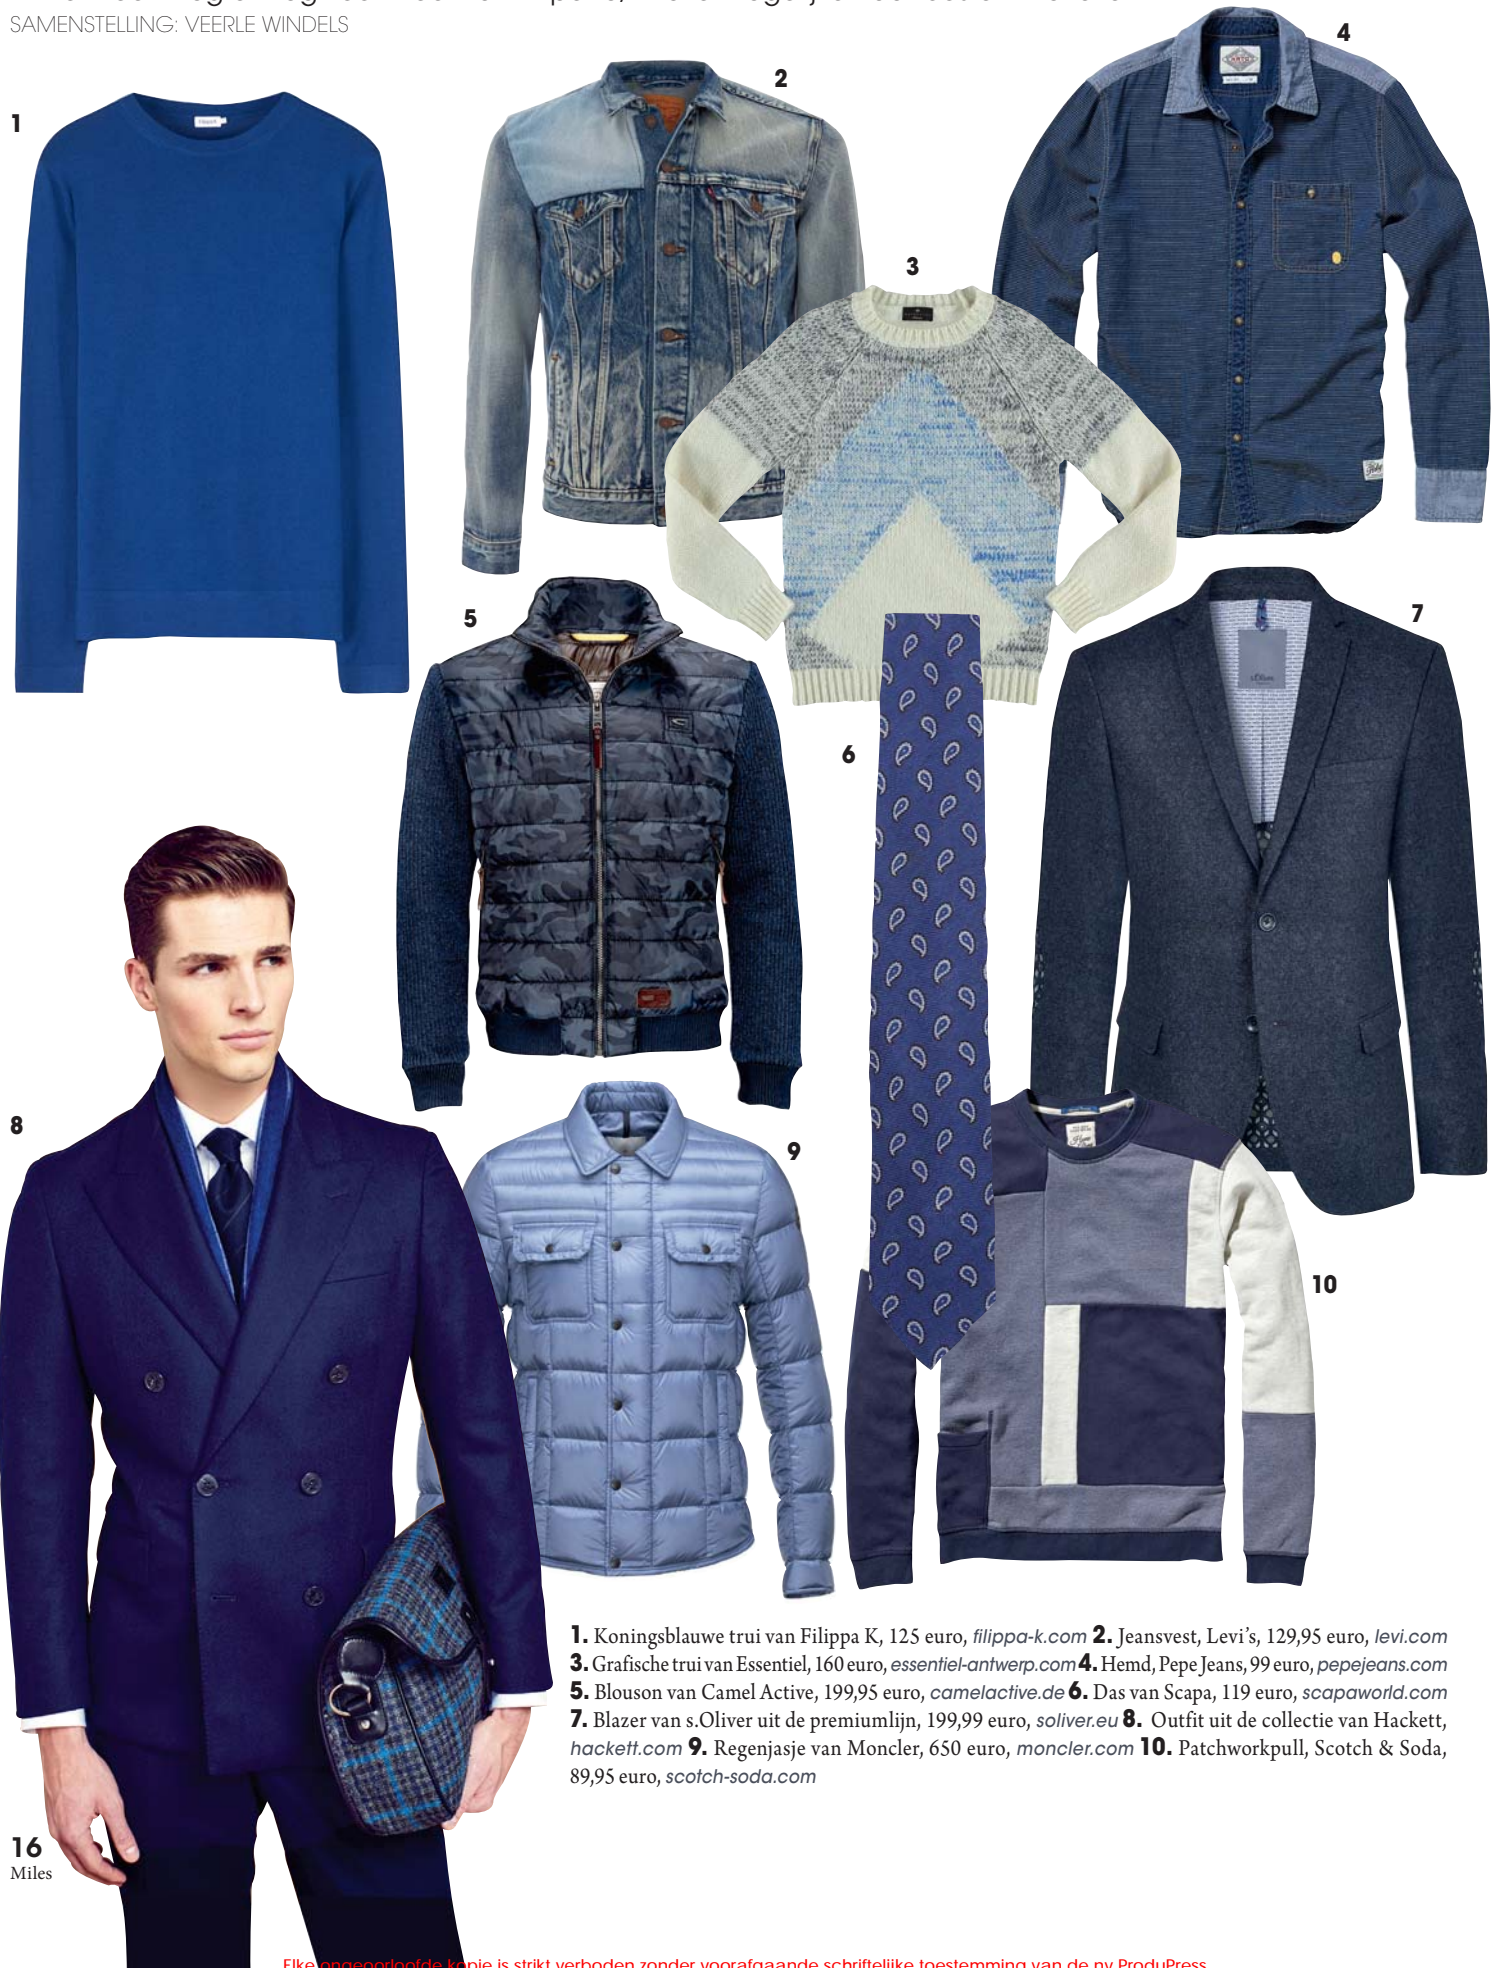 SAMENSTELLING: VEERLE WINDELS
1
2
4
3
5
7
6
8
9
10
1. Koningsblauwe trui van Filippa K, 125 euro, filippa-k.com 2. Jeansvest, Levi's, 129,95 euro, levi.com
3. Grafische trui van Essentiel, 160 euro, essentiel-antwerp.com 4. Hemd, Pepe Jeans, 99 euro, pepejeans.com
5. Blouson van Camel Active, 199,95 euro, camelactive.de 6. Das van Scapa, 119 euro, scapaworld.com
7. Blazer van s.Oliver uit de premiumlijn, 199,99 euro, soliver.eu 8. Outfit uit de collectie van Hackett,
hackett.com 9. Regenjasje van Moncler, 650 euro, moncler.com 10. Patchworkpull, Scotch & Soda,
89,95 euro, scotch-soda.com
16
Miles
Elke ongeoorloofde kopie is strikt verboden zonder voorafgaande schriftelijke toestemming van de nv ProduPress